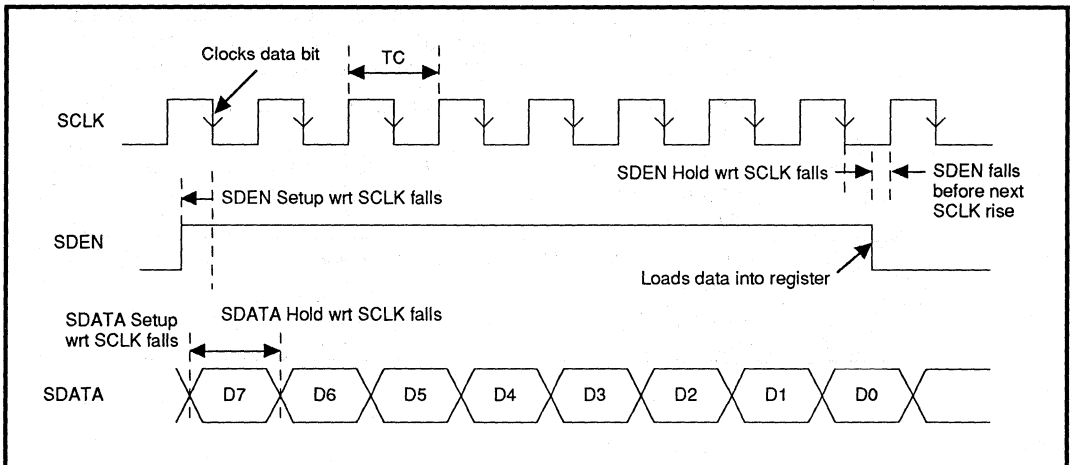 Clocks data bit
TC
SCLK
SDEN Hold wrt SCLK falls
SDEN falls
before next
SCLK rise
SDEN Setup wrt SCLK falls
SDEN
Loads data into register
SDATA Setup
wrt SCLK falls
SDATA Hold wrt SCLK falls
SDATA
D7 D6 D5 D4 D3 D2 D1 D0